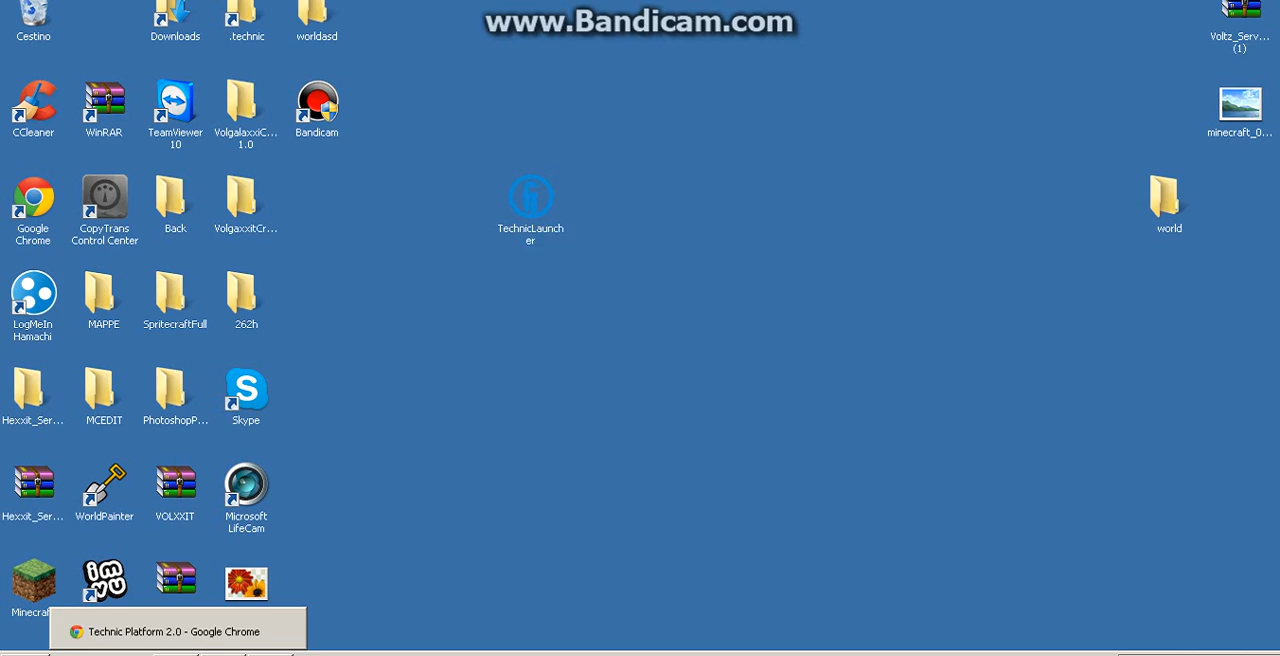 www.Bandicam.com
Cestino
Downloads
.technic
worldasd
Voltz_Serv...
(1)
CCleaner
WinRAR
TeamViewer
10
VolgalaxxiC...
1.0
Bandicam
minecraft_0...
Google
Chrome
CopyTrans
Control Center
Back
VolgaxxitCr...
TechnicLaunch
er
world
LogMeIn
Hamachi
MAPPE
SpritecraftFull
262h
Hexxit_Ser...
MCEDIT
PhotoshopP...
S
Skype
Hexxit_Ser...
WorldPainter
VOLXXIT
Microsoft
LifeCam
imvu
Minecraf
Technic Platform 2.0 - Google Chrome